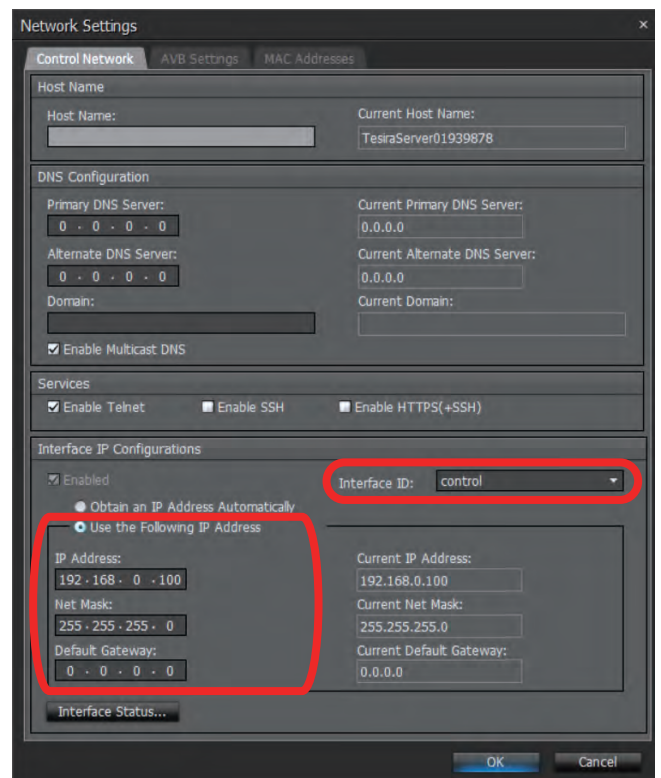 Network Settings
Control Network AVB Settings MAC Addresses
Host Name
Host Name: Current Host Name:
TesiraServer01939878
DNS Configuration
Primary DNS Server: Current Primary DNS Server:
0 . 0 . 0 . 0 0.0.0.0
Alternate DNS Server: Current Alternate DNS Server:
0 . 0 . 0 . 0 0.0.0.0
Domain: Current Domain:
Enable Multicast DNS
Services
Enable Telnet Enable SSH Enable HTTPS(+SSH)
Interface IP Configurations
Enabled Interface ID: control
Obtain an IP Address Automatically
Use the Following IP Address
IP Address: Current IP Address:
192 . 168 . 0 . 100 192.168.0.100
Net Mask: Current Net Mask:
255 . 255 . 255 . 0 255.255.255.0
Default Gateway: Current Default Gateway:
0 . 0 . 0 . 0 0.0.0.0
Interface Status...
OK Cancel